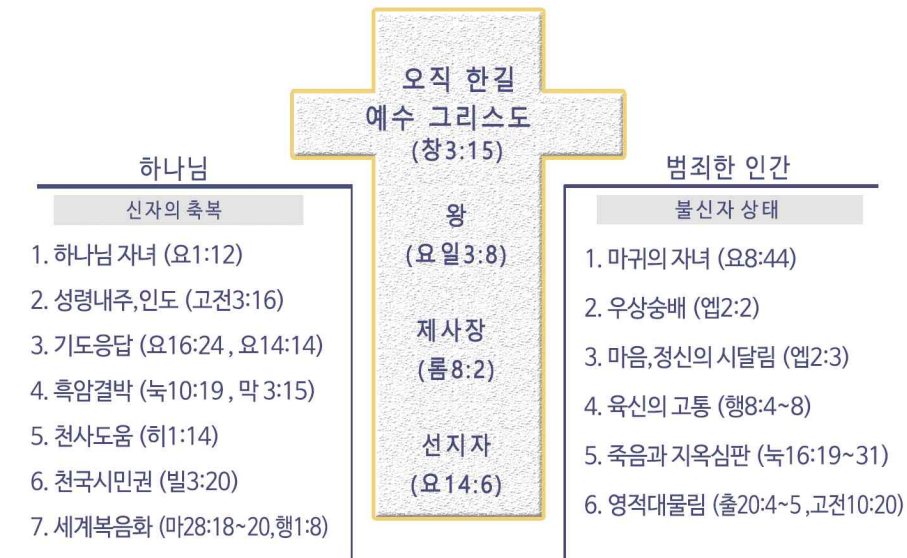 오직 한길
예수 그리스도
(창3:15)
왕
(요일3:8)
제사장
(롬8:2)
선지자
(요14:6)
하나님
신자의 축복
1. 하나님 자녀 (요1:12)
2. 성령내주,인도 (고전3:16)
3. 기도응답 (요16:24 , 요14:14)
4. 흑암결박 (눅10:19 , 막 3:15)
5. 천사도움 (히1:14)
6. 천국시민권 (빌3:20)
7. 세계복음화 (마28:18~20,행1:8)
범죄한 인간
불신자 상태
1. 마귀의 자녀 (요8:44)
2. 우상숭배 (엡2:2)
3. 마음,정신의 시달림 (엡2:3)
4. 육신의 고통 (행8:4~8)
5. 죽음과 지옥심판 (눅16:19~31)
6. 영적대물림 (출20:4~5 ,고전10:20)